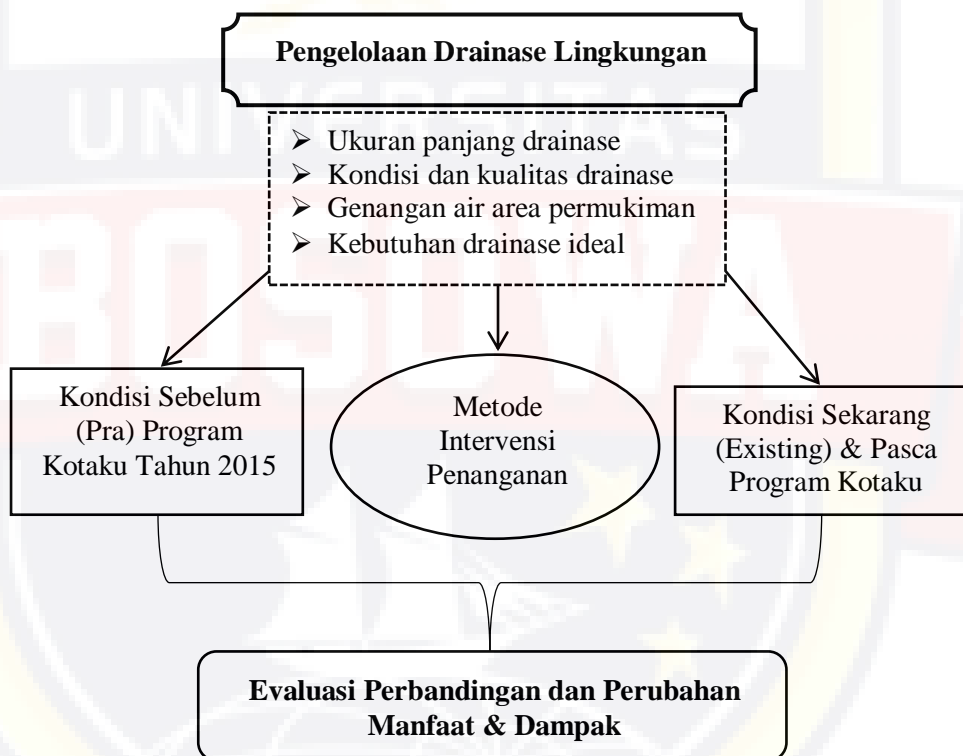 Pengelolaan Drainase Lingkungan
UNIVERSITAS
BOSOWA
➢ Ukuran panjang drainase
➢ Kondisi dan kualitas drainase
➢ Genangan air area permukiman
➢ Kebutuhan drainase ideal
Kondisi Sebelum
(Pra) Program
Kotaku Tahun 2015
Metode
Intervensi
Penanganan
Kondisi Sekarang
(Existing) & Pasca
Program Kotaku
Evaluasi Perbandingan dan Perubahan
Manfaat & Dampak